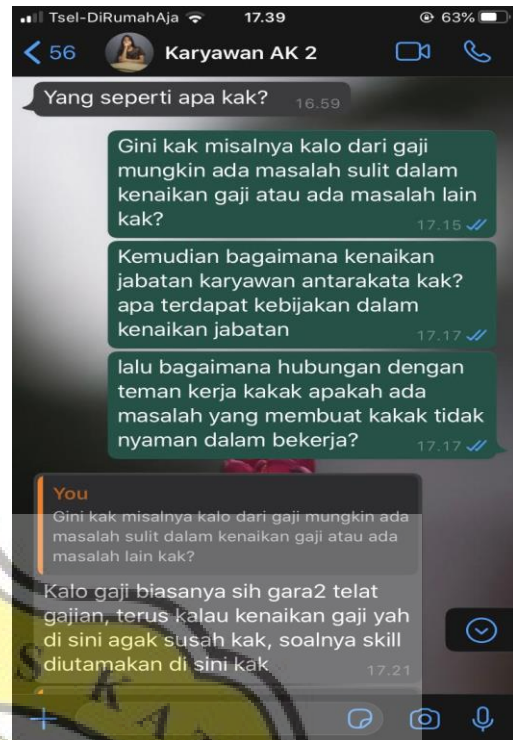 Tsel-DiRumahAja 17.39 63%
56 Karyawan AK 2
Yang seperti apa kak? 16.59
Gini kak misalnya kalo dari gaji
mungkin ada masalah sulit dalam
kenaikan gaji atau ada masalah lain
kak? 17.15
Kemudian bagaimana kenaikan
jabatan karyawan antarakata kak?
apa terdapat kebijakan dalam
kenaikan jabatan 17.17
lalu bagaimana hubungan dengan
teman kerja kakak apakah ada
masalah yang membuat kakak tidak
nyaman dalam bekerja? 17.17
You
Gini kak misalnya kalo dari gaji mungkin ada
masalah sulit dalam kenaikan gaji atau ada
masalah lain kak?
Kalo gaji biasanya sih gara2 telat
gajian, terus kalau kenaikan gaji yah
di sini agak susah kak, soalnya skill
diutamakan di sini kak 17.21
S K A